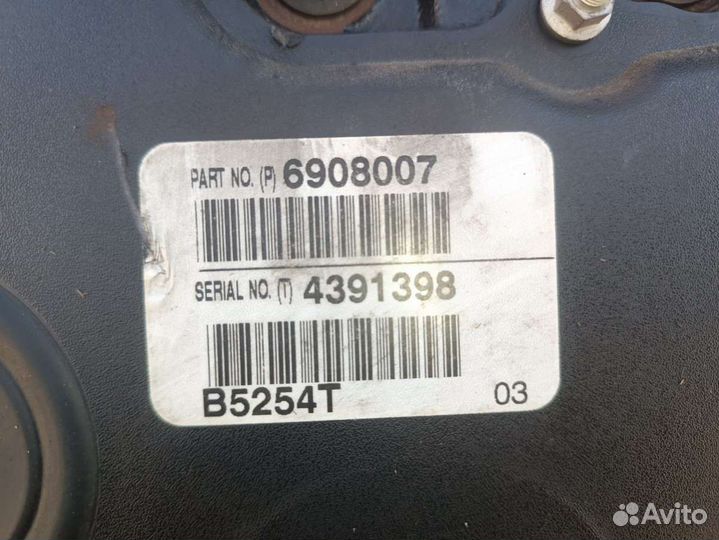 PART NO. (P) 6908007
SERIAL NO. (T) 4391398
B5254T 03
Avito